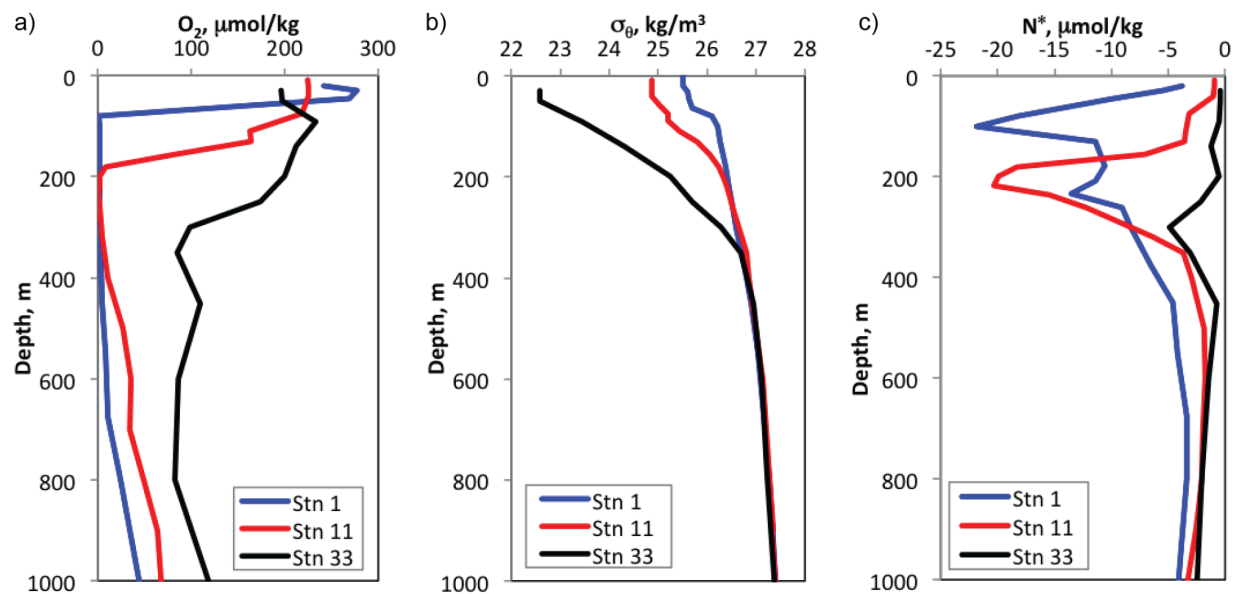 a)
O₂, μmol/kg
0 100 200 300
0
200
400
600
800
1000
Depth, m
Stn 1
Stn 11
Stn 33
b)
σθ, kg/m³
22 23 24 25 26 27 28
0
200
400
600
800
1000
Depth, m
Stn 1
Stn 11
Stn 33
c)
N*, μmol/kg
-25 -20 -15 -10 -5 0
0
200
400
600
800
1000
Depth, m
Stn 1
Stn 11
Stn 33